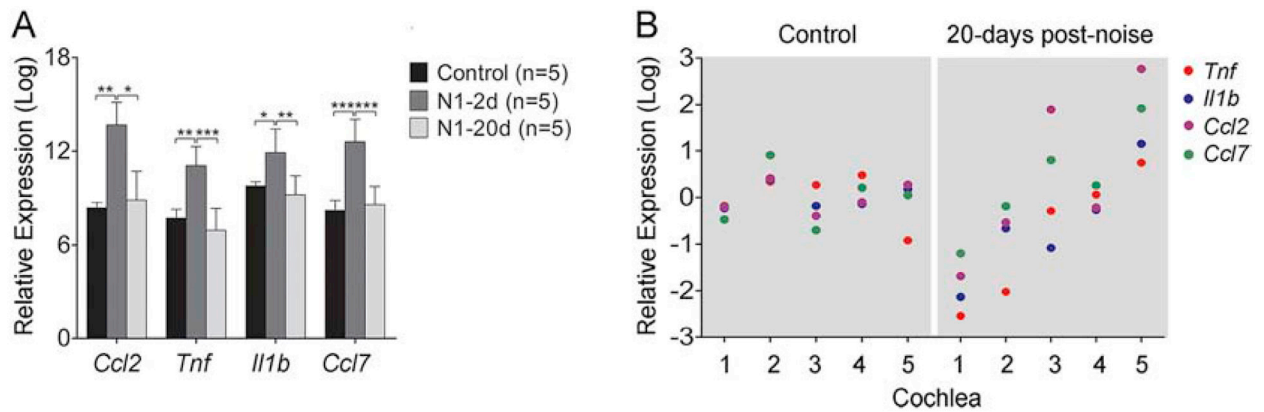 A
Relative Expression (Log)
18
12
6
0
** *
** ***
* **
*** ***
Ccl2 Tnf Il1b Ccl7
Control (n=5)
N1-2d (n=5)
N1-20d (n=5)
B
Control 20-days post-noise
Relative Expression (Log)
3
2
1
0
-1
-2
-3
1 2 3 4 5 1 2 3 4 5
Cochlea
Tnf
Il1b
Ccl2
Ccl7